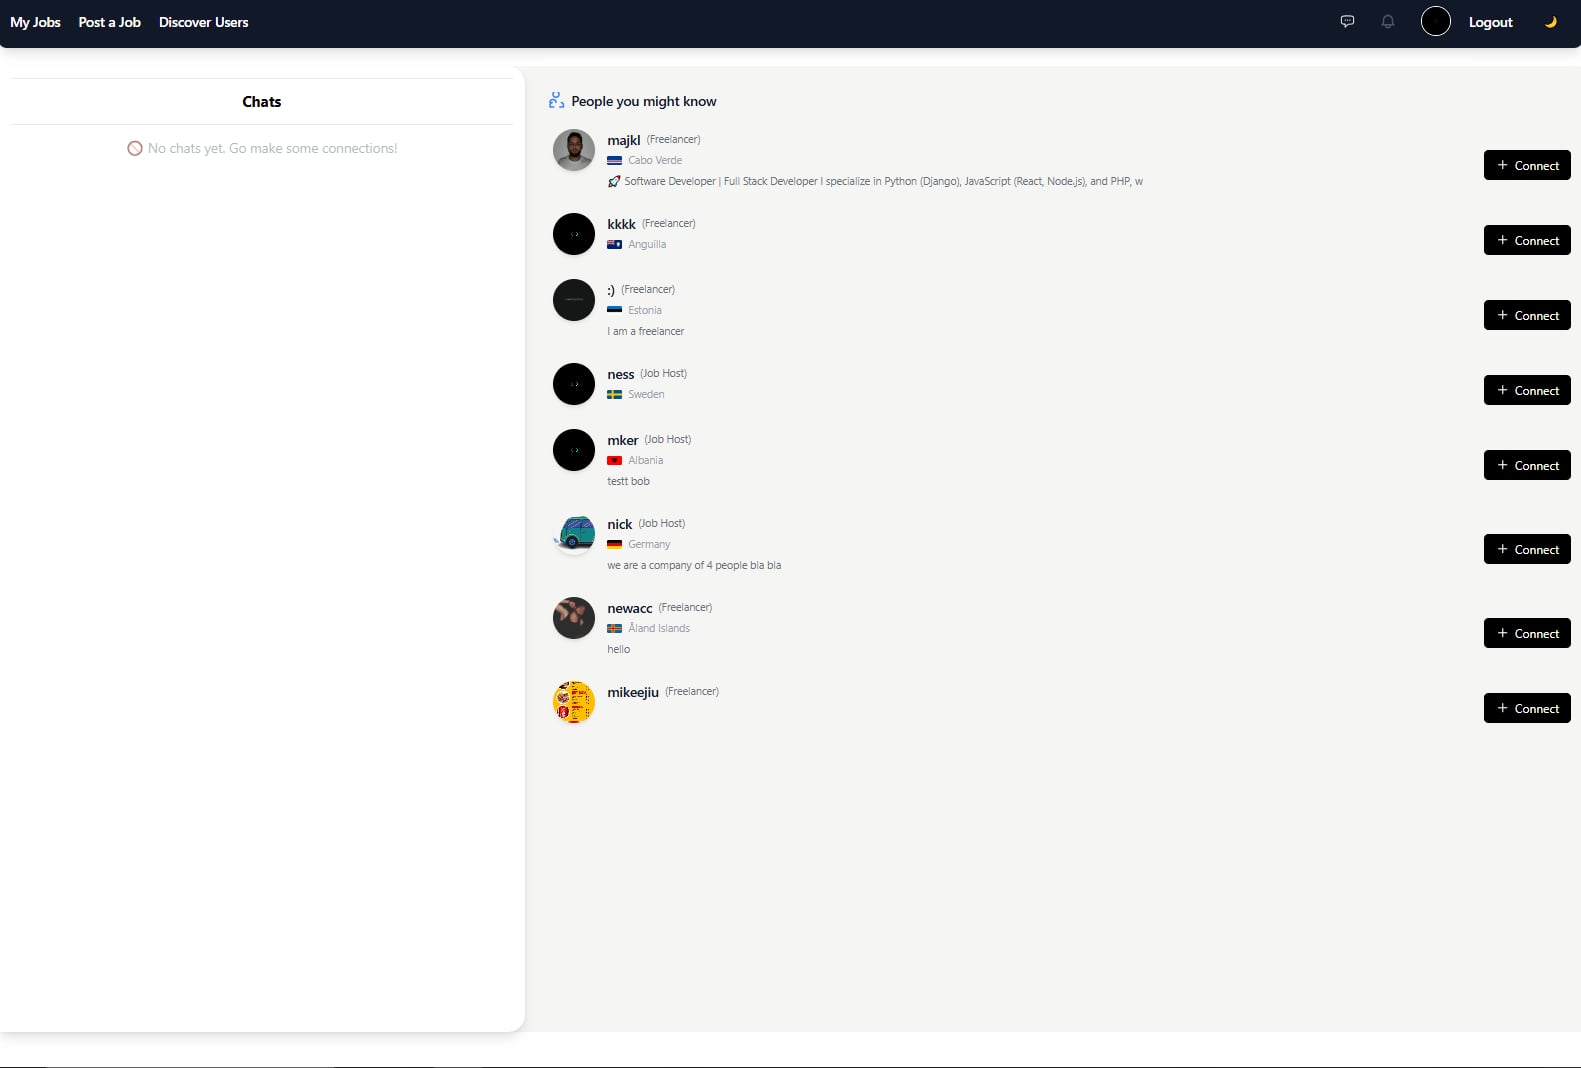 My Jobs Post a Job Discover Users Logout
Chats
No chats yet. Go make some connections!
People you might know
majkl (Freelancer)
Cabo Verde
Software Developer | Full Stack Developer I specialize in Python (Django), JavaScript (React, Node.js), and PHP, w
+ Connect
kkkk (Freelancer)
Anguilla
+ Connect
:) (Freelancer)
Estonia
I am a freelancer
+ Connect
ness (Job Host)
Sweden
+ Connect
mker (Job Host)
Albania
testt bob
+ Connect
nick (Job Host)
Germany
we are a company of 4 people bla bla
+ Connect
newacc (Freelancer)
Åland Islands
hello
+ Connect
mikeejiu (Freelancer)
+ Connect